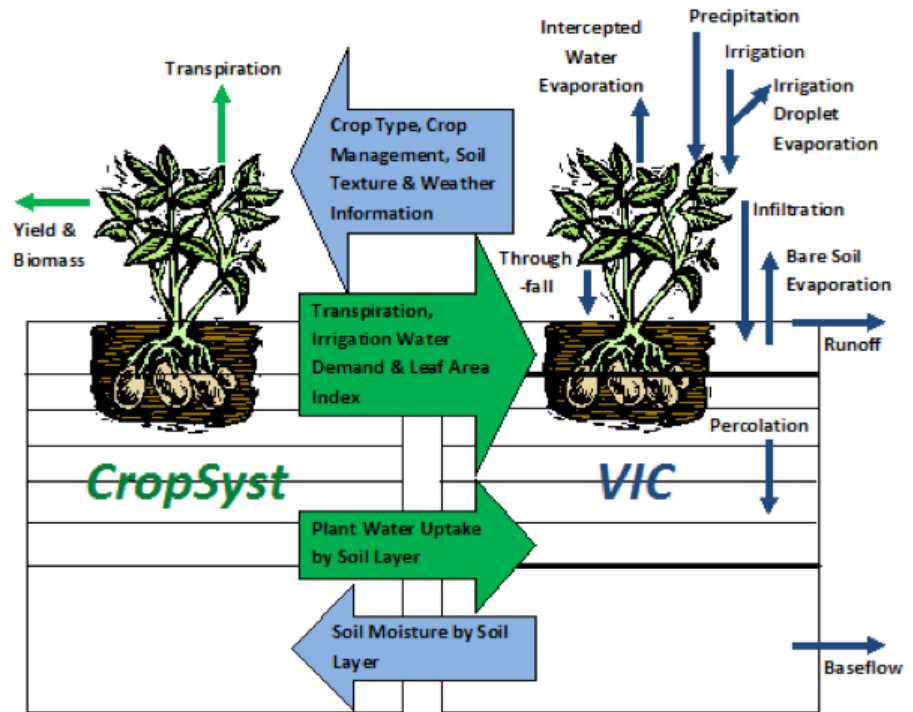 Transpiration
Yield &
Biomass
Crop Type, Crop
Management, Soil
Texture & Weather
Information
Intercepted
Water
Evaporation
Precipitation
Irrigation
Irrigation
Droplet
Evaporation
Infiltration
Through
-fall
Bare Soil
Evaporation
Runoff
Transpiration,
Irrigation Water
Demand & Leaf Area
Index
Percolation
CropSyst
VIC
Plant Water Uptake
by Soil Layer
Soil Moisture by Soil
Layer
Baseflow